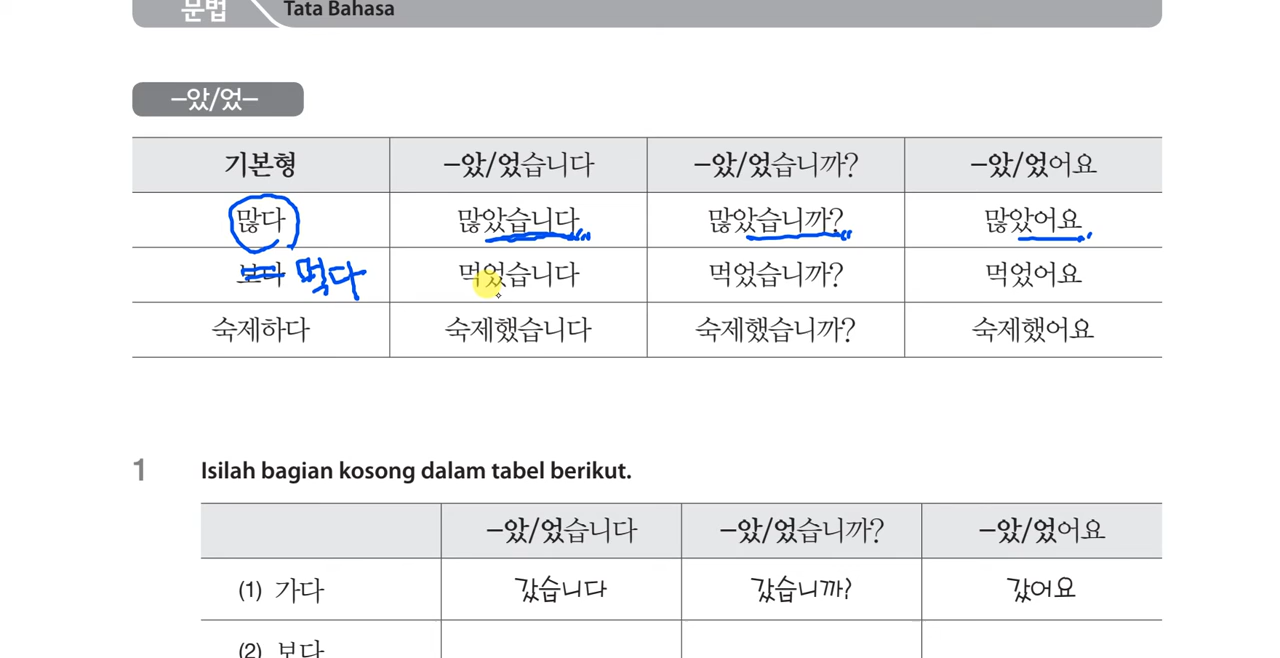 문법 Tata Bahasa
–았/었–
기본형 –았/었습니다 –았/었습니까? –았/었어요
많다 많았습니다 많았습니까? 많았어요
보다 먹다 먹었습니다 먹었습니까? 먹었어요
숙제하다 숙제했습니다 숙제했습니까? 숙제했어요
1 Isilah bagian kosong dalam tabel berikut.
–았/었습니다 –았/었습니까? –았/었어요
(1) 가다 갔습니다 갔습니까? 갔어요
(2) 보다